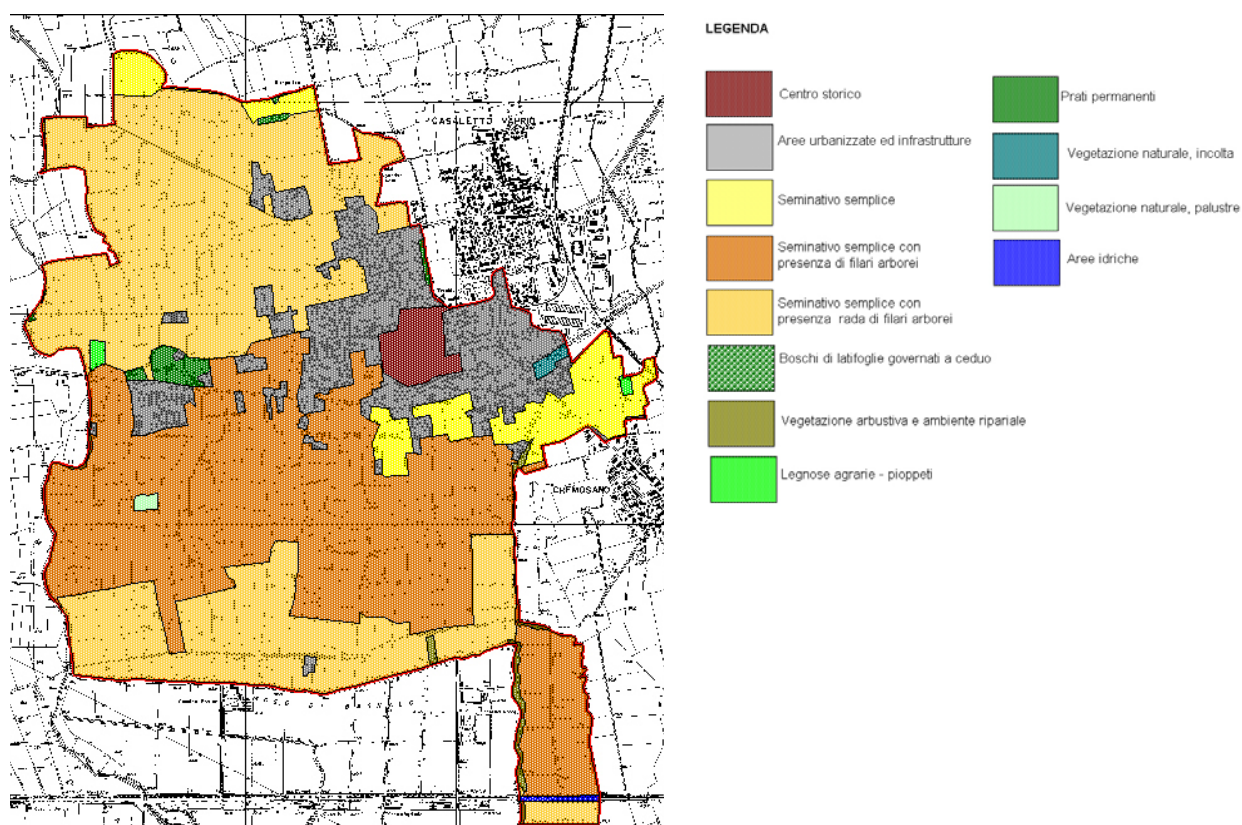 LEGENDA
Centro storico
Aree urbanizzate ed infrastrutture
Seminativo semplice
Seminativo semplice con
presenza di filari arborei
Seminativo semplice con
presenza rada di filari arborei
Boschi di latifoglie governati a ceduo
Vegetazione arbustiva e ambiente ripariale
Legnose agrarie - pioppeti
Prati permanenti
Vegetazione naturale, incolta
Vegetazione naturale, palustre
Aree idriche
CASALETTO VAPRIO
CREMOSANO